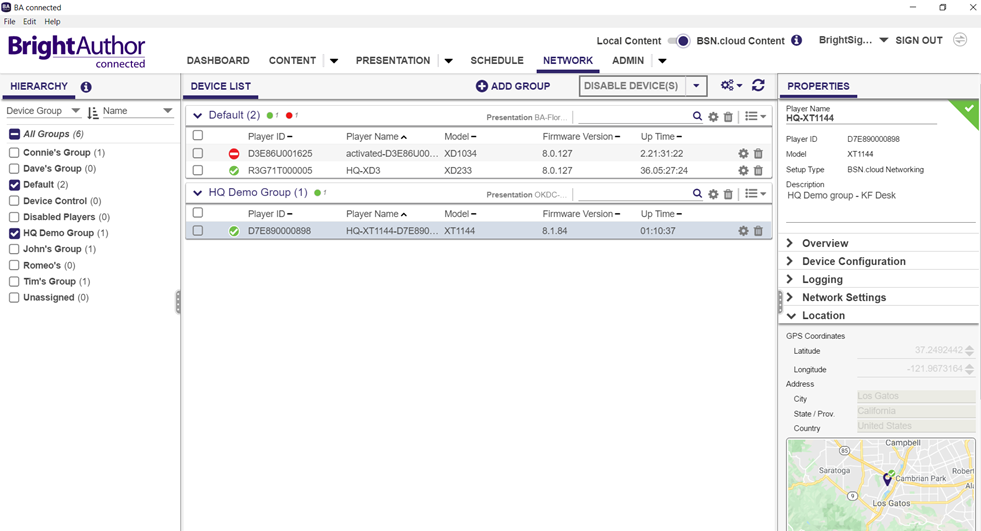 BA connected
File Edit Help
BrightAuthor
connected
Local Content BSN.cloud Content BrightSig... SIGN OUT
DASHBOARD CONTENT PRESENTATION SCHEDULE NETWORK ADMIN
HIERARCHY
Device Group Name
All Groups (6)
Connie's Group (1)
Dave's Group (0)
Default (2)
Device Control (0)
Disabled Players (0)
HQ Demo Group (1)
John's Group (1)
Romeo's (0)
Tim's Group (1)
Unassigned (0)
DEVICE LIST ADD GROUP DISABLE DEVICE(S)
Default (2) 1 1 Presentation BA-Flor...
Player ID Player Name Model Firmware Version Up Time
D3E86U001625 activated-D3E86U00... XD1034 8.0.127 2.21:31:22
R3G71T000005 HQ-XD3 XD233 8.0.127 36.05:27:24
HQ Demo Group (1) 1 Presentation OKDC-...
Player ID Player Name Model Firmware Version Up Time
D7E890000898 HQ-XT1144-D7E890... XT1144 8.1.84 01:10:37
PROPERTIES
Player Name
HQ-XT1144
Player ID D7E890000898
Model XT1144
Setup Type BSN.cloud Networking
Description
HQ Demo group - KF Desk
Overview
Device Configuration
Logging
Network Settings
Location
GPS Coordinates
Latitude 37.2492442
Longitude -121.9673164
Address
City Los Gatos
State / Prov. California
Country United States
Campbell
85
Saratoga
Robert
Cambrian Park
Al
9
Los Gatos